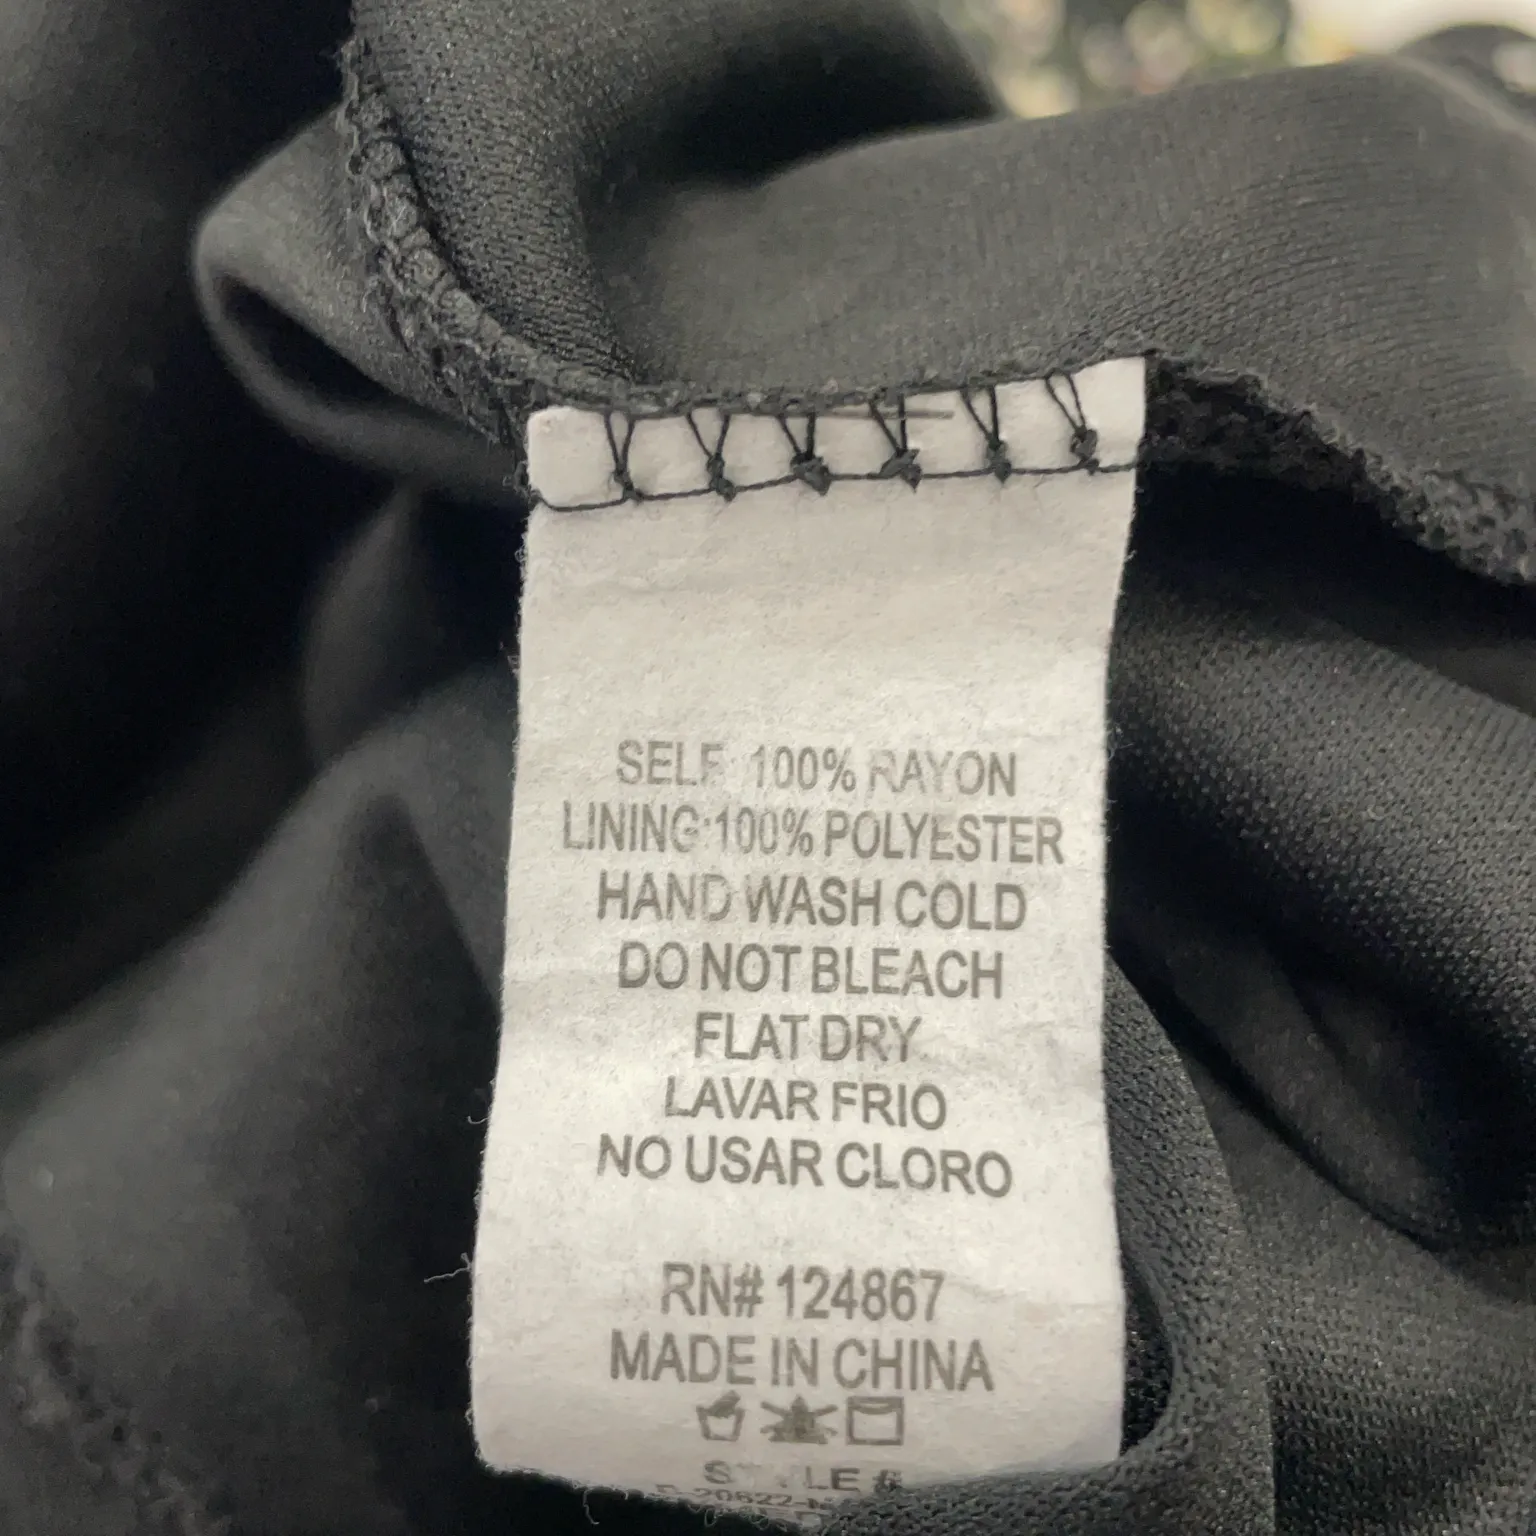 SELF: 100% RAYON
LINING:100% POLYESTER
HAND WASH COLD
DO NOT BLEACH
FLAT DRY
LAVAR FRIO
NO USAR CLORO
RN# 124867
MADE IN CHINA
STYLE #